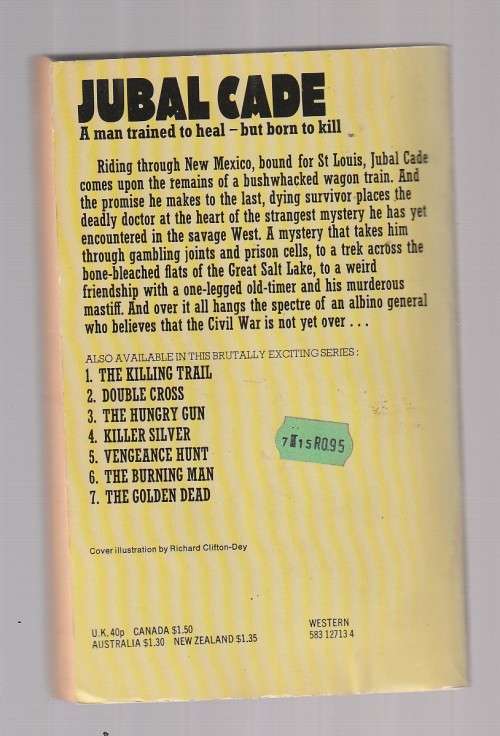 JUBAL CADE
A man trained to heal – but born to kill
Riding through New Mexico, bound for St Louis, Jubal Cade
comes upon the remains of a bushwhacked wagon train. And
the promise he makes to the last, dying survivor places the
deadly doctor at the heart of the strangest mystery he has yet
encountered in the savage West. A mystery that takes him
through gambling joints and prison cells, to a trek across the
bone-bleached flats of the Great Salt Lake, to a weird
friendship with a one-legged old-timer and his murderous
mastiff. And over it all hangs the spectre of an albino general
who believes that the Civil War is not yet over . . .
ALSO AVAILABLE IN THIS BRUTALLY EXCITING SERIES:
1. THE KILLING TRAIL
2. DOUBLE CROSS
3. THE HUNGRY GUN
4. KILLER SILVER
5. VENGEANCE HUNT
6. THE BURNING MAN
7. THE GOLDEN DEAD
R0.95
Cover illustration by Richard Clifton-Dey
U.K. 40p CANADA $1.50
AUSTRALIA $1.30 NEW ZEALAND $1.35
WESTERN
583 12713 4